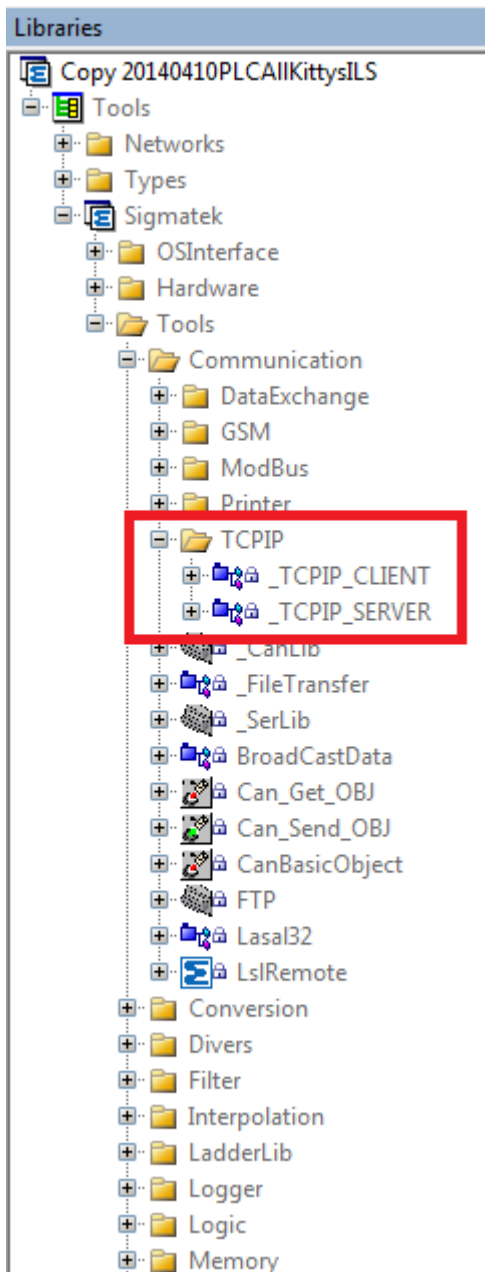 Libraries
Copy 20140410PLCAllKittysILS
Tools
Networks
Types
Sigmatek
OSInterface
Hardware
Tools
Communication
DataExchange
GSM
ModBus
Printer
TCPIP
_TCPIP_CLIENT
_TCPIP_SERVER
_CanLib
_FileTransfer
_SerLib
BroadCastData
Can_Get_OBJ
Can_Send_OBJ
CanBasicObject
FTP
Lasal32
LslRemote
Conversion
Divers
Filter
Interpolation
LadderLib
Logger
Logic
Memory